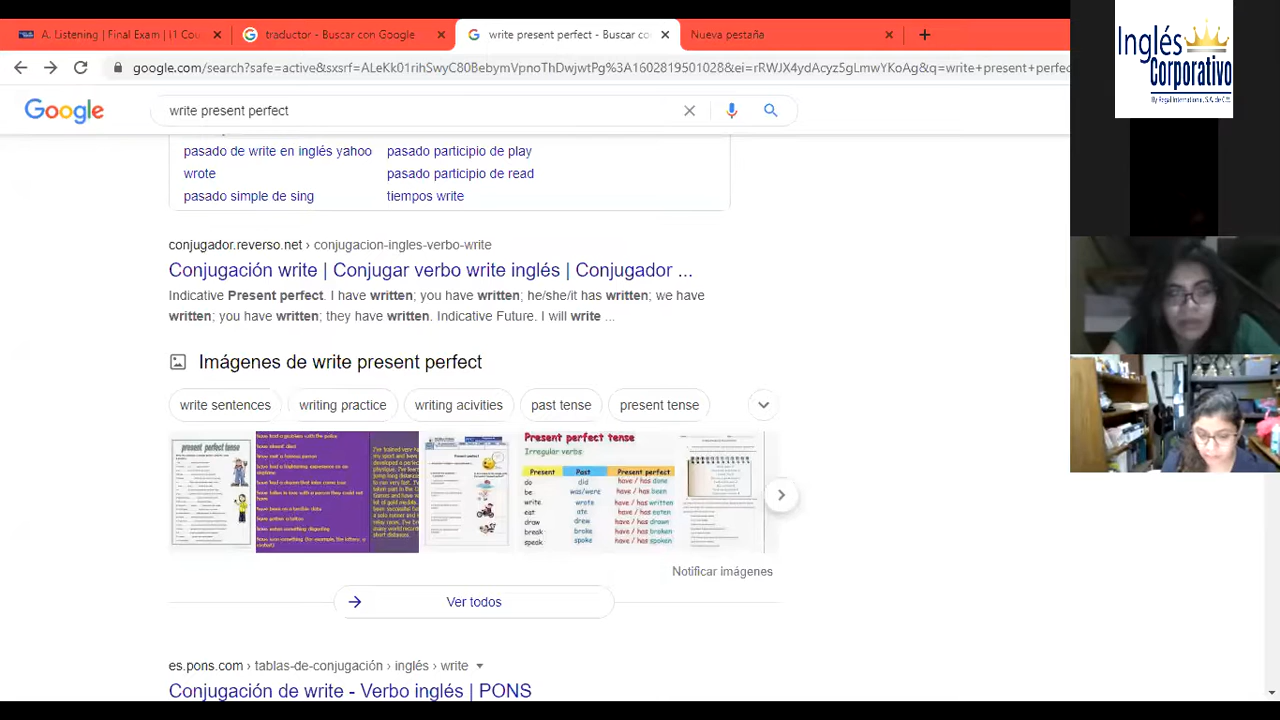 A. Listening | Final Exam | I1 Cou
traductor - Buscar con Google
write present perfect - Buscar co
Nueva pestaña
google.com/search?safe=active&sxsrf=
write+present+perfec
Google
write present perfect
pasado de write en inglés yahoo
pasado participio de play
wrote
pasado participio de read
pasado simple de sing
tiempos write
conjugador.reverso.net › conjugacion-ingles-verbo-write
Conjugación write | Conjugar verbo write inglés | Conjugador ...
Indicative Present perfect. I have written; you have written; he/she/it has written; we have
written; you have written; they have written. Indicative Future. I will write ...
Imágenes de write present perfect
write sentences
writing practice
writing acivities
past tense
present tense
present perfect tense
Present perfect tense
Irregular verbs
Present Past Present perfect
do did have / has done
be was/were have / has been
write wrote have / has written
eat ate have / has eaten
draw drew have / has drawn
break broke have / has broken
speak spoke have / has spoken
Notificar imágenes
Ver todos
es.pons.com › tablas-de-conjugación › inglés › write
Conjugación de write - Verbo inglés | PONS
Inglés
Corporativo
By Regal International, S.A. de C.V.